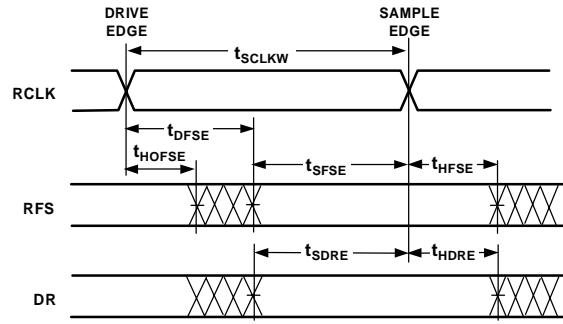 DRIVE EDGE
SAMPLE EDGE
tSCLKW
RCLK
tDFSE
tHOFSE
tSFSE
tHFSE
RFS
tSDRE
tHDRE
DR